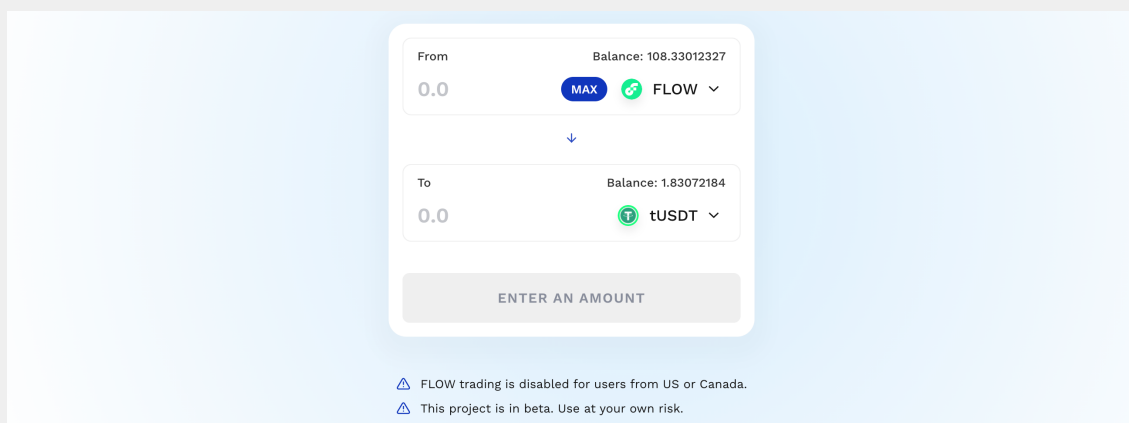 From Balance: 108.33012327
0.0 MAX FLOW
To Balance: 1.83072184
0.0 T tUSDT
ENTER AN AMOUNT
FLOW trading is disabled for users from US or Canada.
This project is in beta. Use at your own risk.